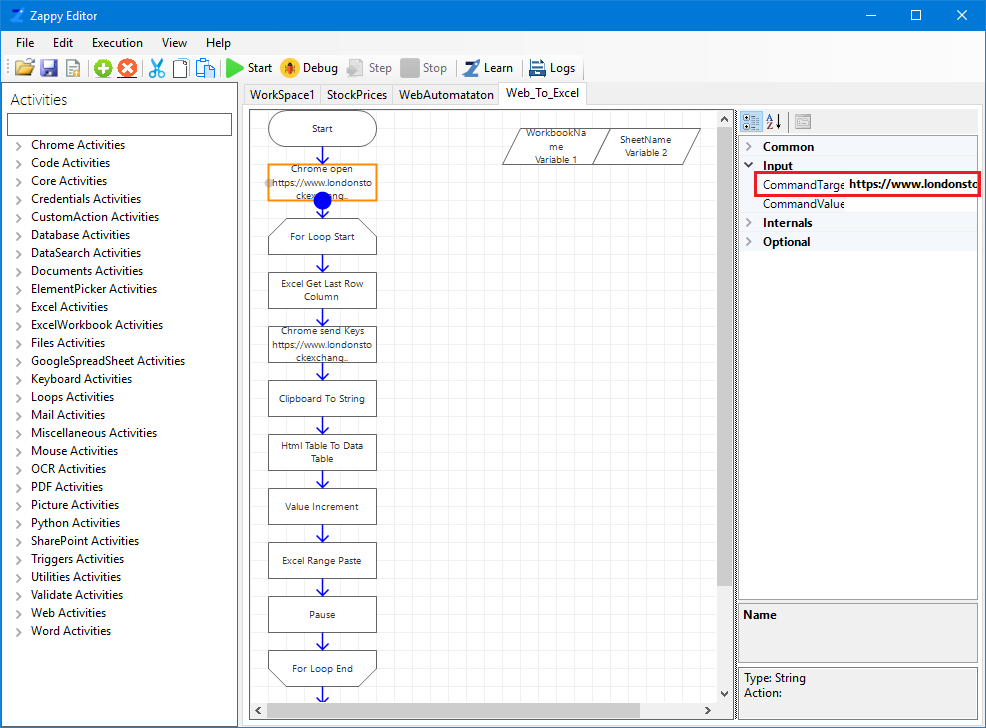 Zappy Editor
File Edit Execution View Help
Start Debug Step Stop Learn Logs
Activities
Chrome Activities
Code Activities
Core Activities
Credentials Activities
CustomAction Activities
Database Activities
DataSearch Activities
Documents Activities
ElementPicker Activities
Excel Activities
ExcelWorkbook Activities
Files Activities
GoogleSpreadSheet Activities
Keyboard Activities
Loops Activities
Mail Activities
Miscellaneous Activities
Mouse Activities
OCR Activities
PDF Activities
Picture Activities
Python Activities
SharePoint Activities
Triggers Activities
Utilities Activities
Validate Activities
Web Activities
Word Activities
WorkSpace1 StockPrices WebAutomataton Web_To_Excel
Start
Chrome open
https://www.londonsto
ckexchang..
For Loop Start
Excel Get Last Row
Column
Chrome send Keys
https://www.londonsto
ckexchang..
Clipboard To String
Html Table To Data
Table
Value Increment
Excel Range Paste
Pause
For Loop End
WorkbookNa
me
Variable 1
SheetName
Variable 2
Common
Input
CommandTarge https://www.londonsto
CommandValue
Internals
Optional
Name
Type: String
Action: